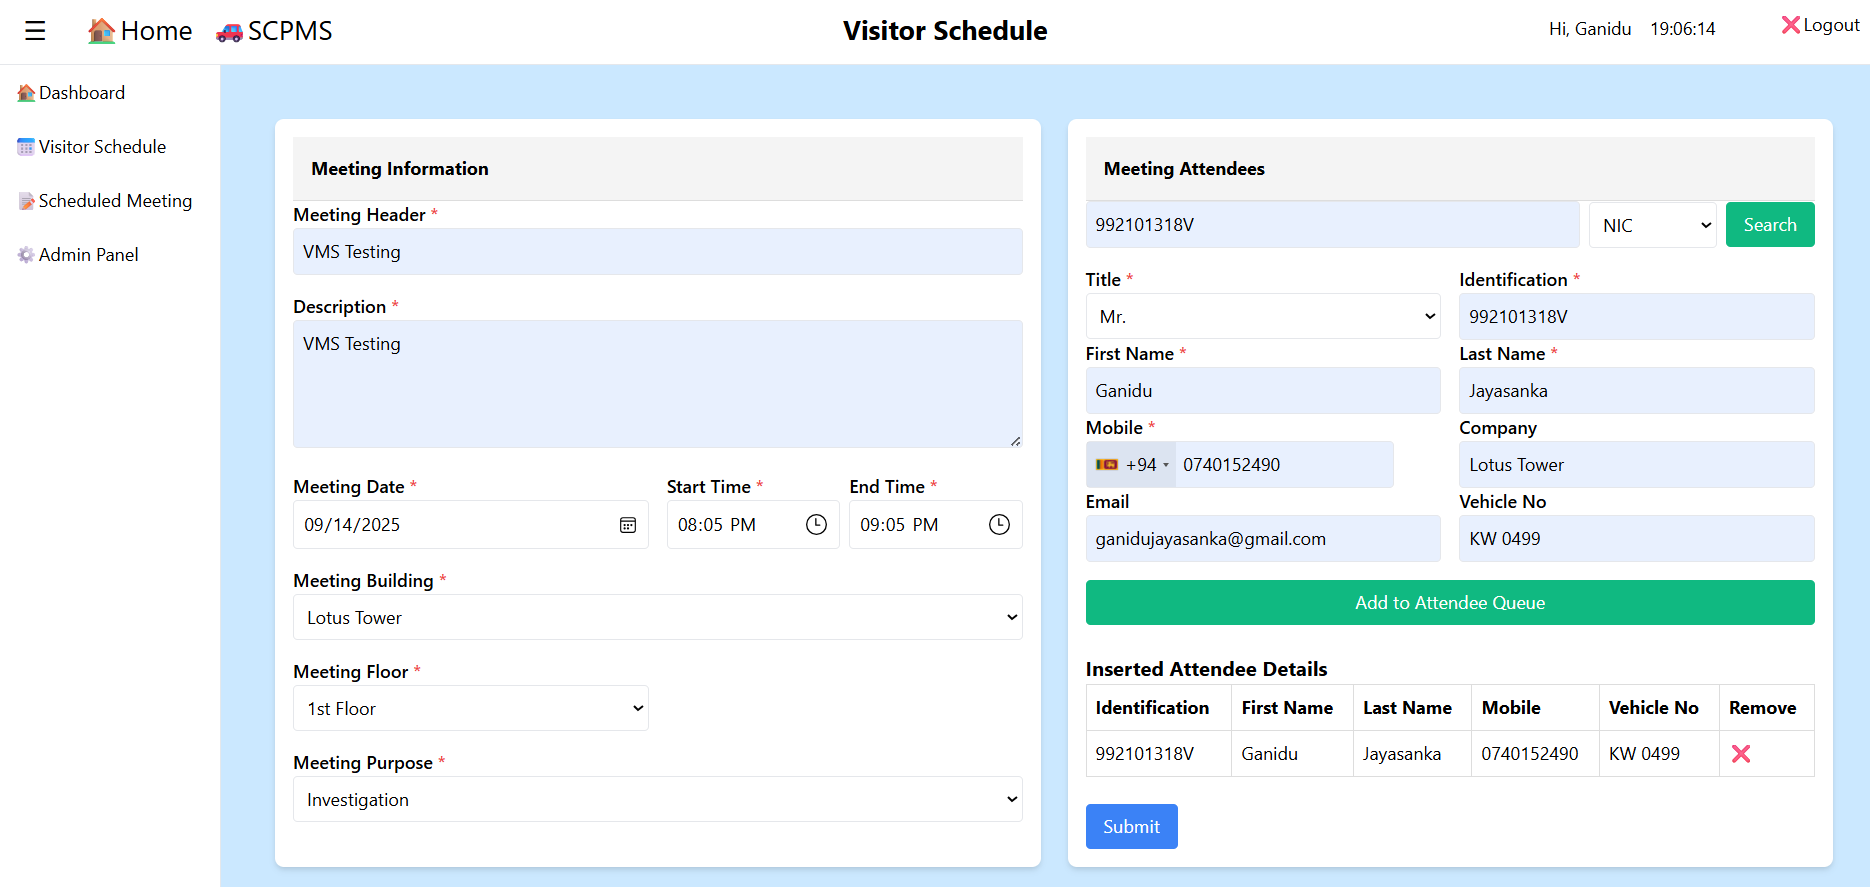 ☰ Home SCPMS Visitor Schedule Hi, Ganidu 19:06:14 Logout
Dashboard
Visitor Schedule
Scheduled Meeting
Admin Panel
Meeting Information
Meeting Header *
VMS Testing
Description *
VMS Testing
Meeting Date * Start Time * End Time *
09/14/2025 08:05 PM 09:05 PM
Meeting Building *
Lotus Tower
Meeting Floor *
1st Floor
Meeting Purpose *
Investigation
Meeting Attendees
992101318V NIC Search
Title * Identification *
Mr. 992101318V
First Name * Last Name *
Ganidu Jayasanka
Mobile * Company
+94 0740152490 Lotus Tower
Email Vehicle No
ganidujayasanka@gmail.com KW 0499
Add to Attendee Queue
Inserted Attendee Details
Identification First Name Last Name Mobile Vehicle No Remove
992101318V Ganidu Jayasanka 0740152490 KW 0499
Submit